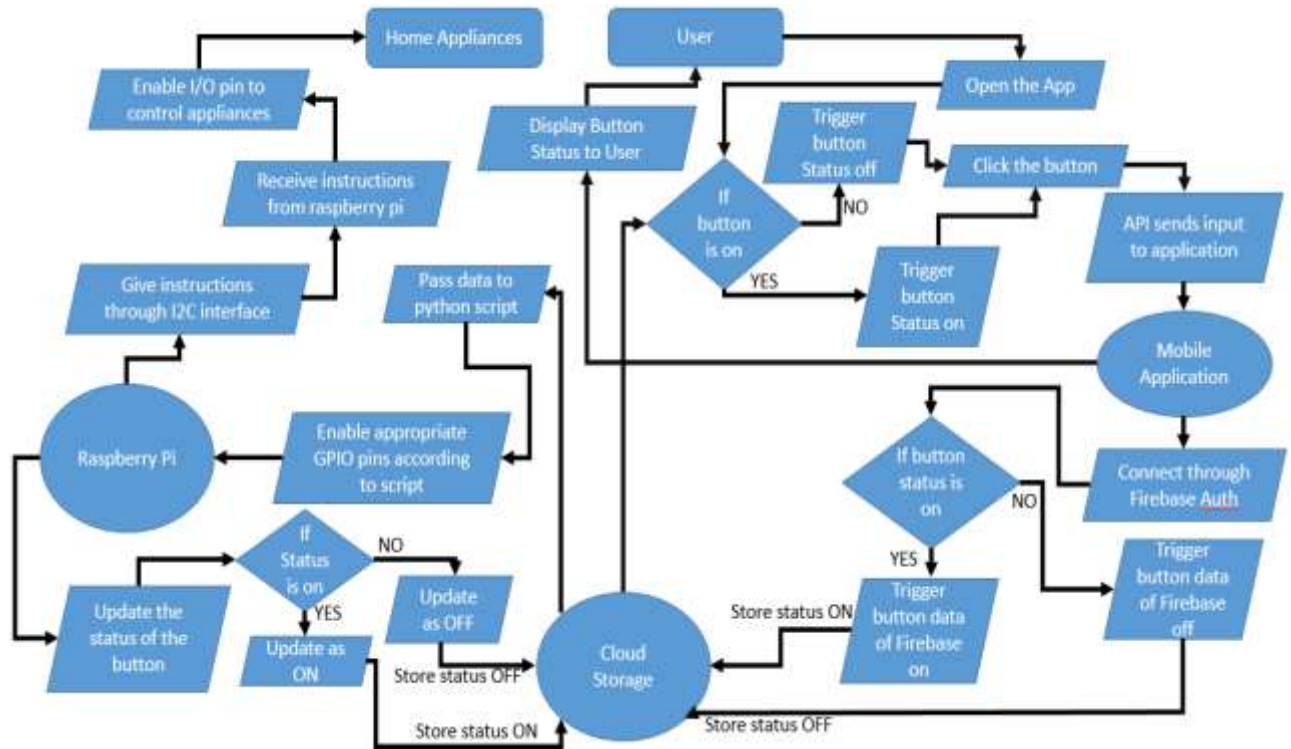 Home Appliances
User
Enable I/O pin to
control appliances
Open the App
Display Button
Status to User
Trigger
button
Status off
Click the button
Receive instructions
from raspberry pi
If
button
is on
NO
YES
API sends input
to application
Trigger
button
Status on
Give instructions
through I2C interface
Pass data to
python script
Mobile
Application
Raspberry Pi
Enable appropriate
GPIO pins according
to script
If button
status is
on
NO
YES
Connect through
Firebase Auth
If
Status
is on
NO
YES
Update the
status of the
button
Update
as OFF
Update as
ON
Store status OFF
Store status ON
Cloud
Storage
Store status ON
Trigger
button data
of Firebase
on
Trigger
button data
of Firebase
off
Store status OFF